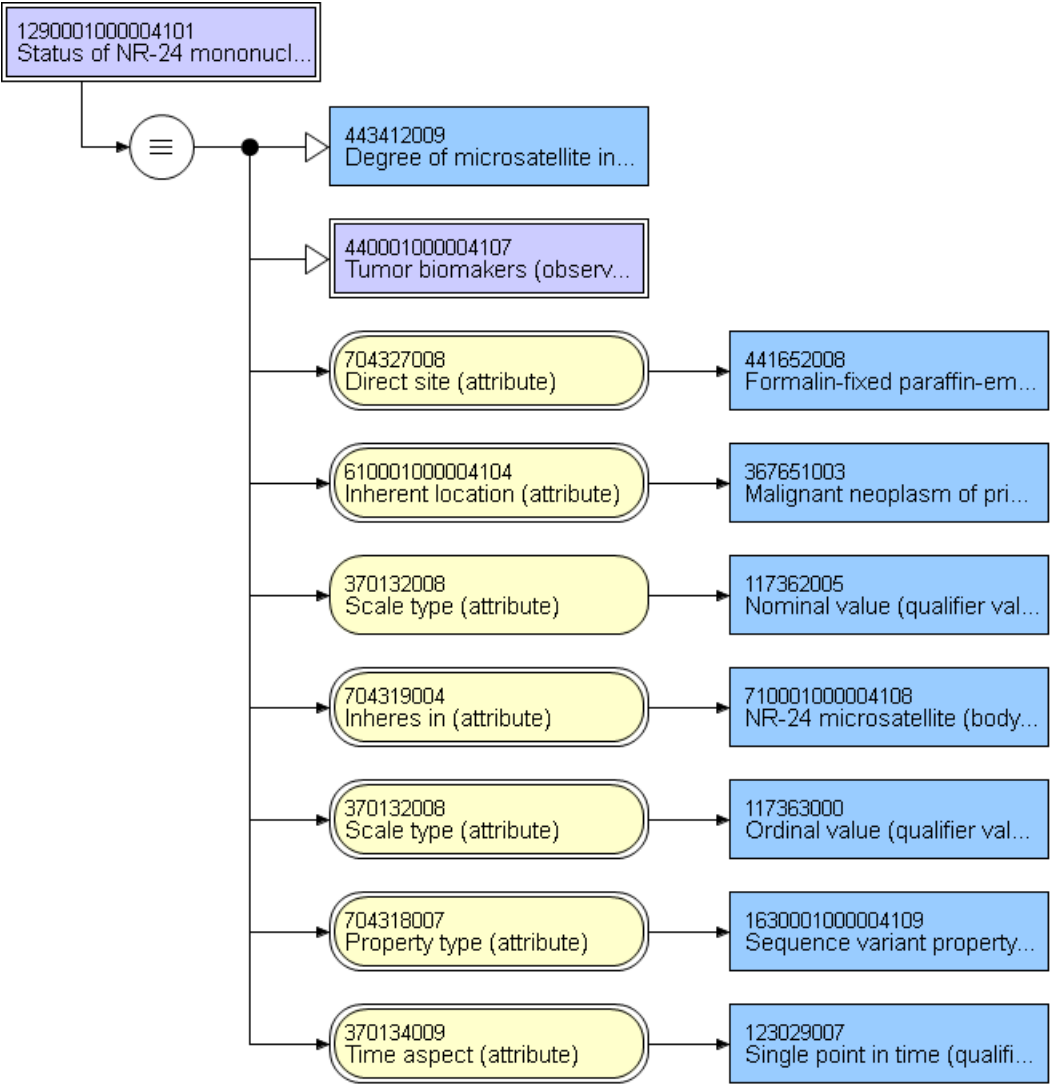 1290001000004101
Status of NR-24 mononucl...
443412009
Degree of microsatellite in...
440001000004107
Tumor biomakers (observ...
704327008
Direct site (attribute)
441652008
Formalin-fixed paraffin-em...
610001000004104
Inherent location (attribute)
367651003
Malignant neoplasm of pri...
370132008
Scale type (attribute)
117362005
Nominal value (qualifier val...
704319004
Inheres in (attribute)
710001000004108
NR-24 microsatellite (body...
370132008
Scale type (attribute)
117363000
Ordinal value (qualifier val...
704318007
Property type (attribute)
1630001000004109
Sequence variant property...
370134009
Time aspect (attribute)
123029007
Single point in time (qualifi...